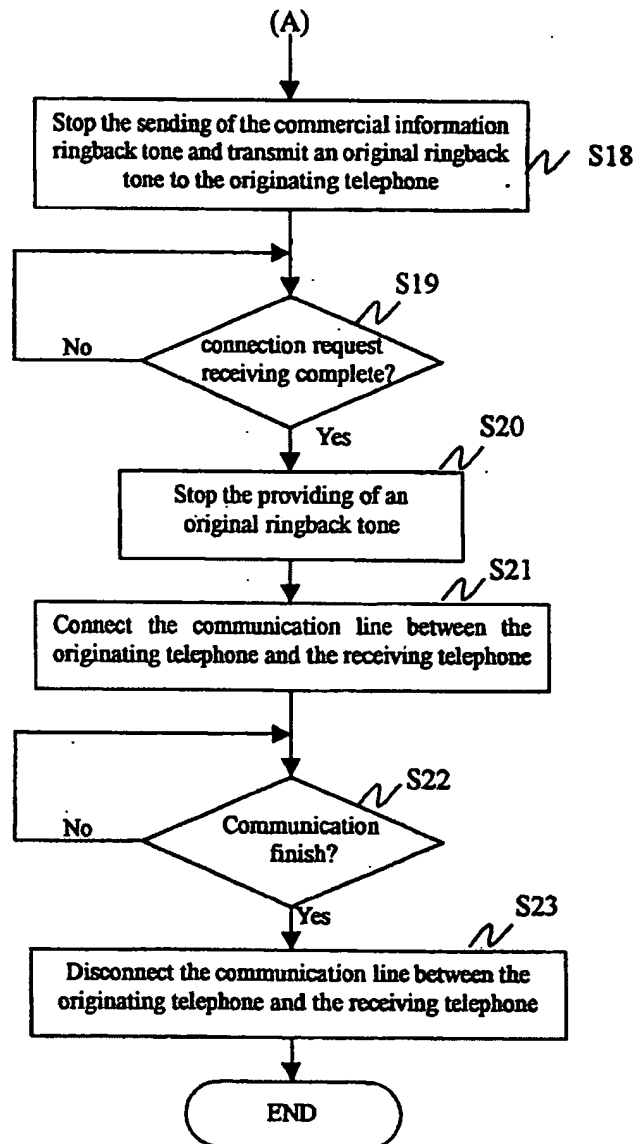 (A)
Stop the sending of the commercial information
ringback tone and transmit an original ringback
tone to the originating telephone
S18
S19
connection request
receiving complete?
No
Yes
S20
Stop the providing of an
original ringback tone
S21
Connect the communication line between the
originating telephone and the receiving telephone
S22
Communication
finish?
No
Yes
S23
Disconnect the communication line between the
originating telephone and the receiving telephone
END